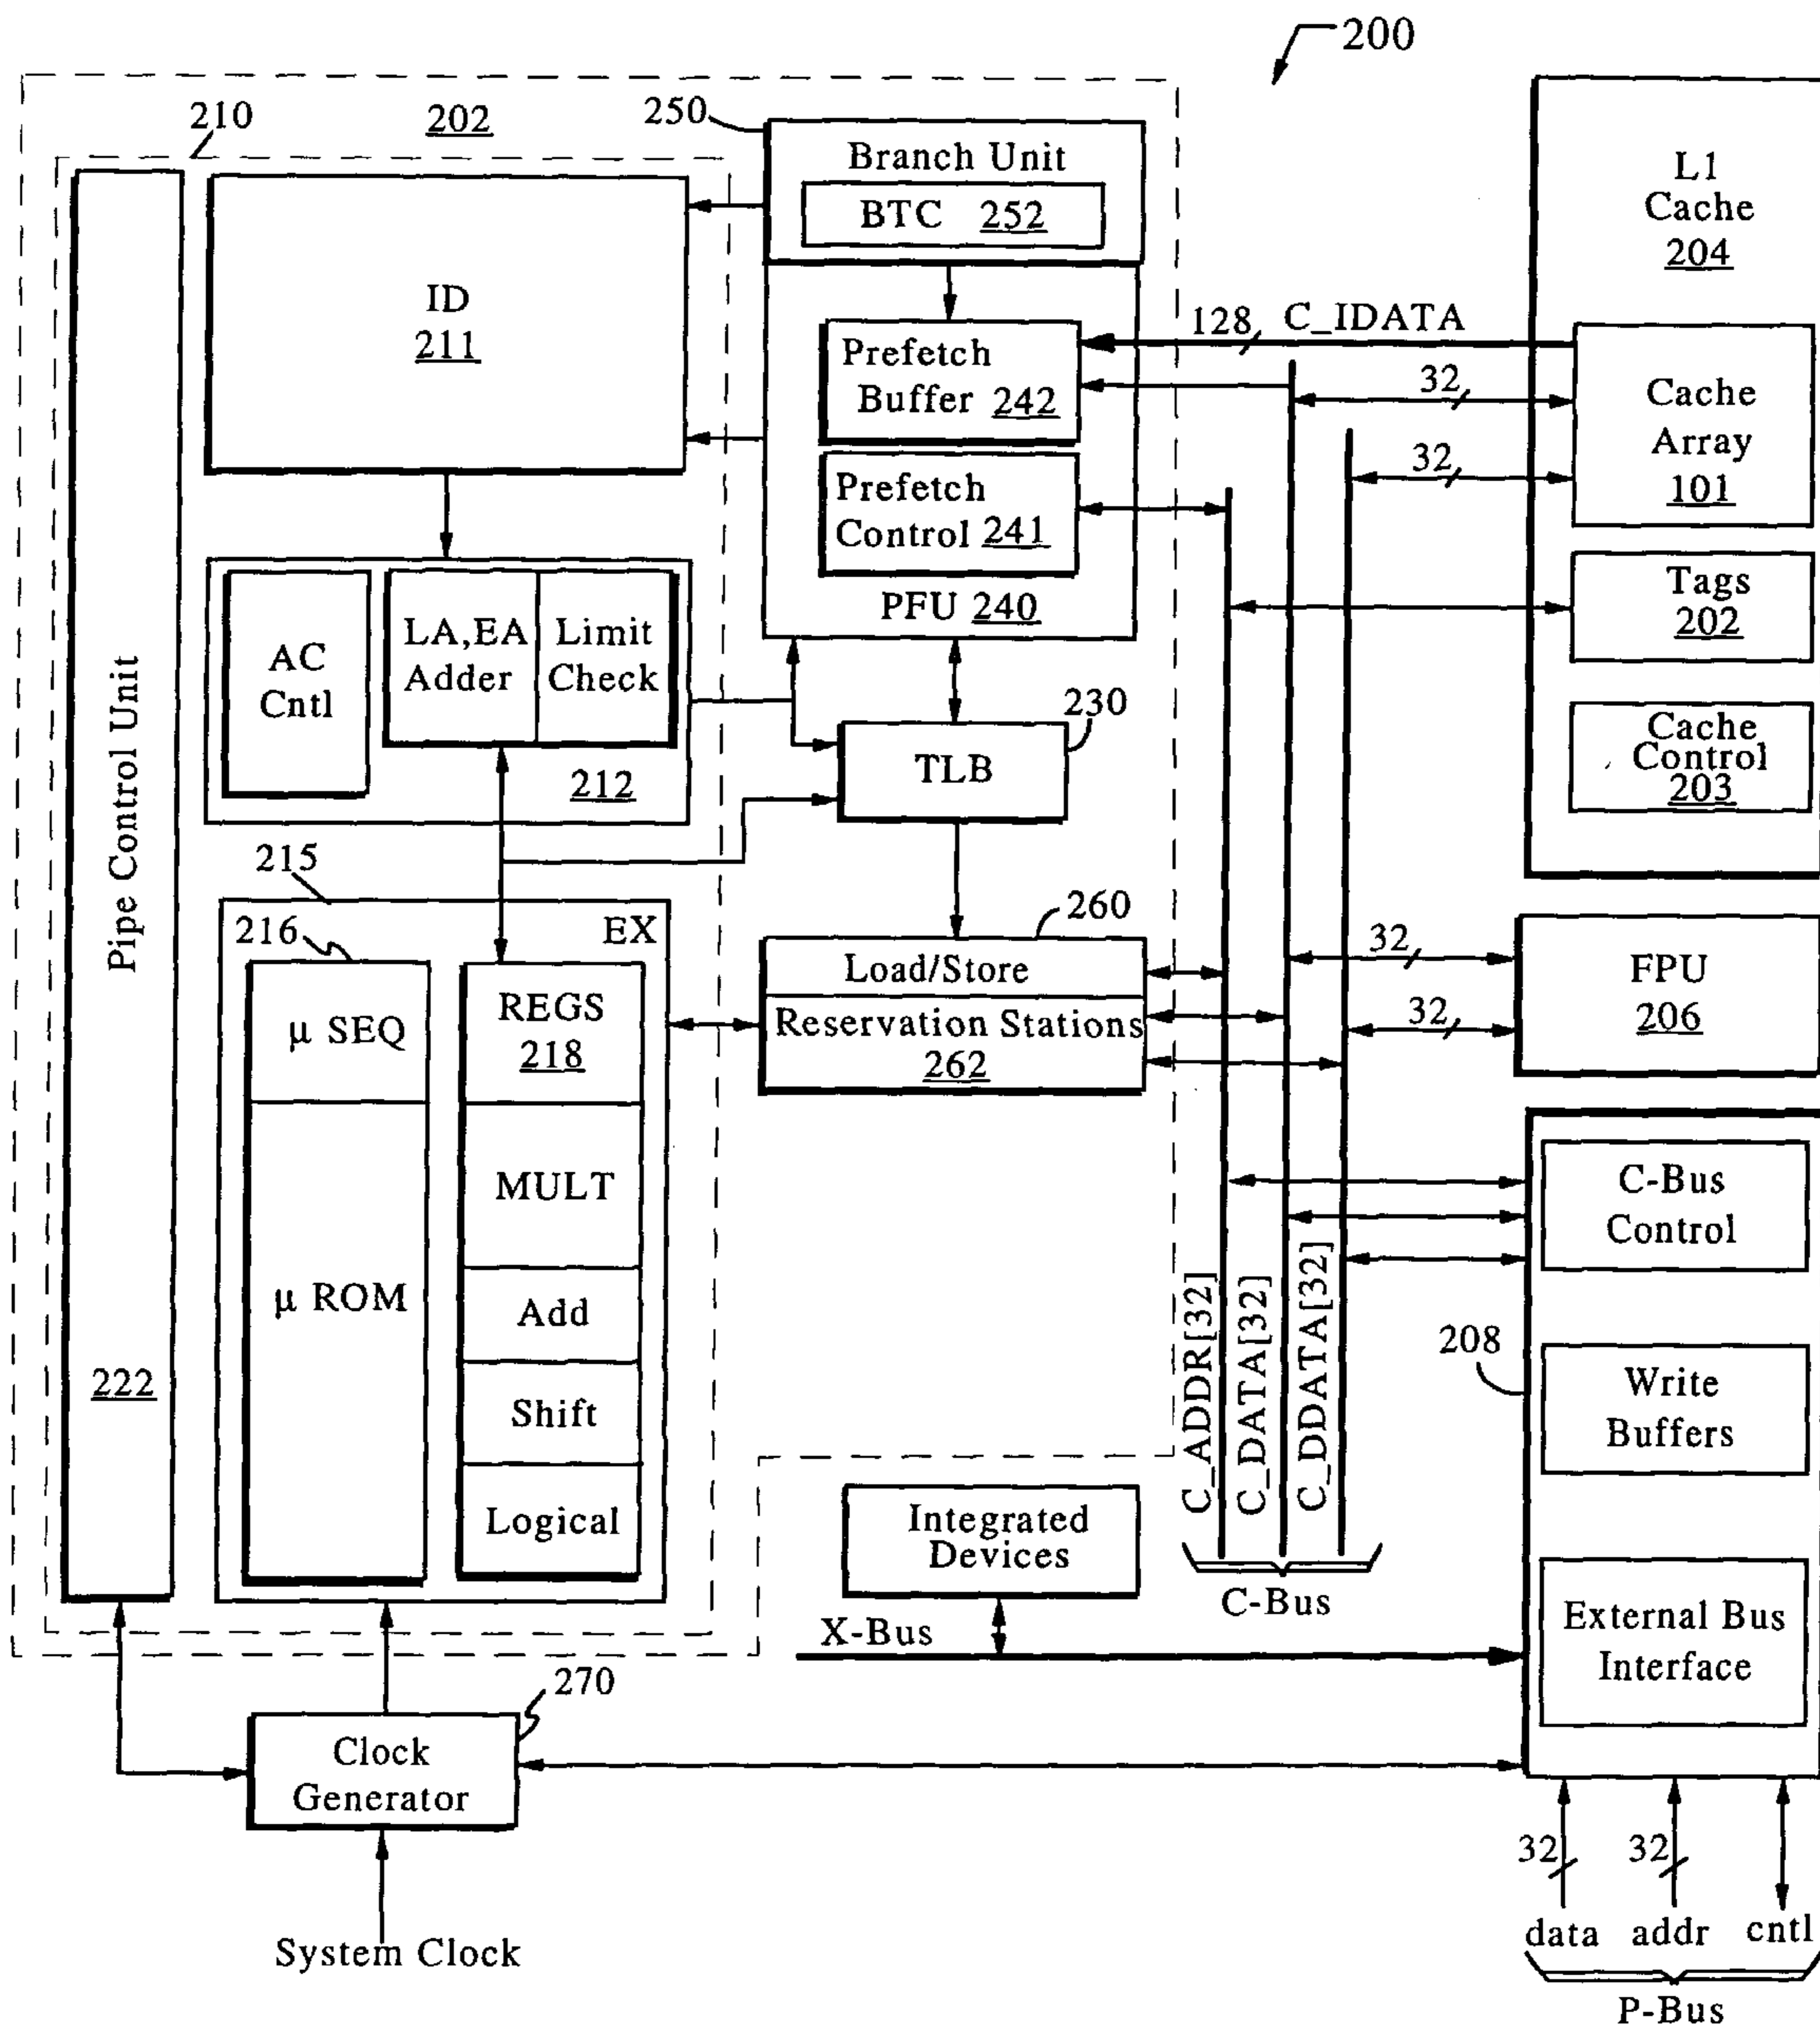 200
210
202
250
Branch Unit
BTC 252
L1
Cache
204
ID
211
128
C_IDATA
Prefetch
Buffer 242
32
Cache
Array
101
32
Prefetch
Control 241
PFU 240
Tags
202
AC
Cntl
LA,EA
Adder
Limit
Check
212
230
TLB
Cache
Control
203
Pipe Control Unit
222
215
216
EX
260
Load/Store
Reservation Stations
262
32
32
FPU
206
μ SEQ
REGS
218
μ ROM
MULT
Add
Shift
Logical
C-Bus
Control
C_ADDR[32]
C_DATA[32]
C_DDATA[32]
208
Write
Buffers
Integrated
Devices
C-Bus
X-Bus
External Bus
Interface
270
Clock
Generator
System Clock
32
32
data
addr
cntl
P-Bus